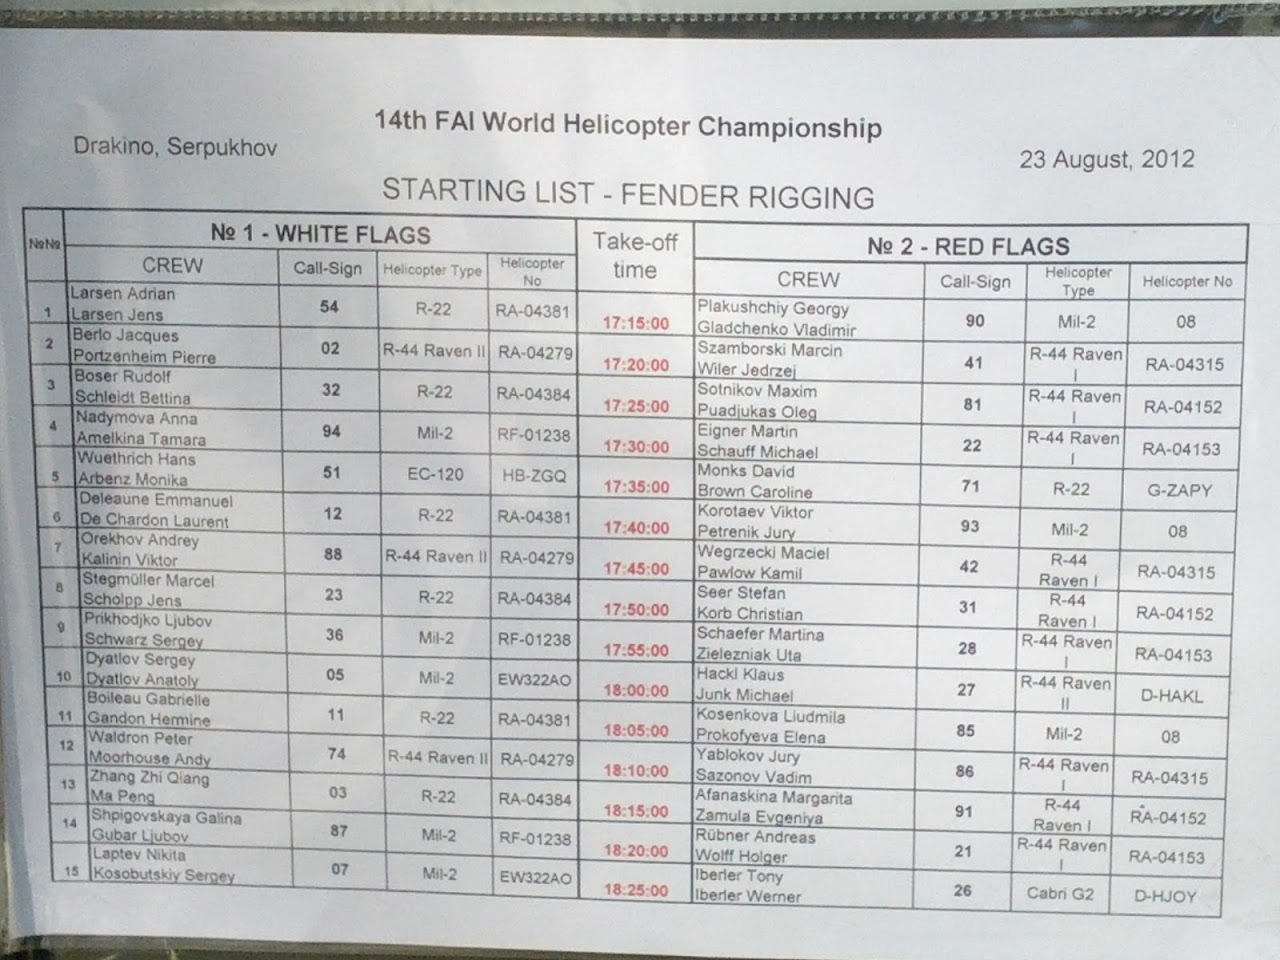 14th FAI World Helicopter Championship
Drakino, Serpukhov
23 August, 2012
STARTING LIST - FENDER RIGGING
№№ № 1 - WHITE FLAGS Take-off time № 2 - RED FLAGS
CREW Call-Sign Helicopter Type Helicopter No CREW Call-Sign Helicopter Type Helicopter No
1 Larsen Adrian Larsen Jens 54 R-22 RA-04381 17:15:00 Plakushchiy Georgy Gladchenko Vladimir 90 Mil-2 08
2 Berlo Jacques Portzenheim Pierre 02 R-44 Raven II RA-04279 17:20:00 Szamborski Marcin Wiler Jedrzej 41 R-44 Raven I RA-04315
3 Boser Rudolf Schleidt Bettina 32 R-22 RA-04384 17:25:00 Sotnikov Maxim Puadjukas Oleg 81 R-44 Raven I RA-04152
4 Nadymova Anna Amelkina Tamara 94 Mil-2 RF-01238 17:30:00 Eigner Martin Schauff Michael 22 R-44 Raven I RA-04153
5 Wuethrich Hans Arbenz Monika 51 EC-120 HB-ZGQ 17:35:00 Monks David Brown Caroline 71 R-22 G-ZAPY
6 Deleaune Emmanuel De Chardon Laurent 12 R-22 RA-04381 17:40:00 Korotaev Viktor Petrenik Jury 93 Mil-2 08
7 Orekhov Andrey Kalinin Viktor 88 R-44 Raven II RA-04279 17:45:00 Wegrzecki Maciel Pawlow Kamil 42 R-44 Raven I RA-04315
8 Stegmüller Marcel Scholpp Jens 23 R-22 RA-04384 17:50:00 Seer Stefan Korb Christian 31 R-44 Raven I RA-04152
9 Prikhodjko Ljubov Schwarz Sergey 36 Mil-2 RF-01238 17:55:00 Schaefer Martina Zielezniak Uta 28 R-44 Raven I RA-04153
10 Dyatlov Sergey Dyatlov Anatoly 05 Mil-2 EW322AO 18:00:00 Hackl Klaus Junk Michael 27 R-44 Raven II D-HAKL
11 Boileau Gabrielle Gandon Hermine 11 R-22 RA-04381 18:05:00 Kosenkova Liudmila Prokofyeva Elena 85 Mil-2 08
12 Waldron Peter Moorhouse Andy 74 R-44 Raven II RA-04279 18:10:00 Yablokov Jury Sazonov Vadim 86 R-44 Raven I RA-04315
13 Zhang Zhi Qiang Ma Peng 03 R-22 RA-04384 18:15:00 Afanaskina Margarita Zamula Evgeniya 91 R-44 Raven I RA-04152
14 Shpigovskaya Galina Gubar Ljubov 87 Mil-2 RF-01238 18:20:00 Rübner Andreas Wolff Holger 21 R-44 Raven I RA-04153
15 Laptev Nikita Kosobutskiy Sergey 07 Mil-2 EW322AO 18:25:00 Iberler Tony Iberler Werner 26 Cabri G2 D-HJOY